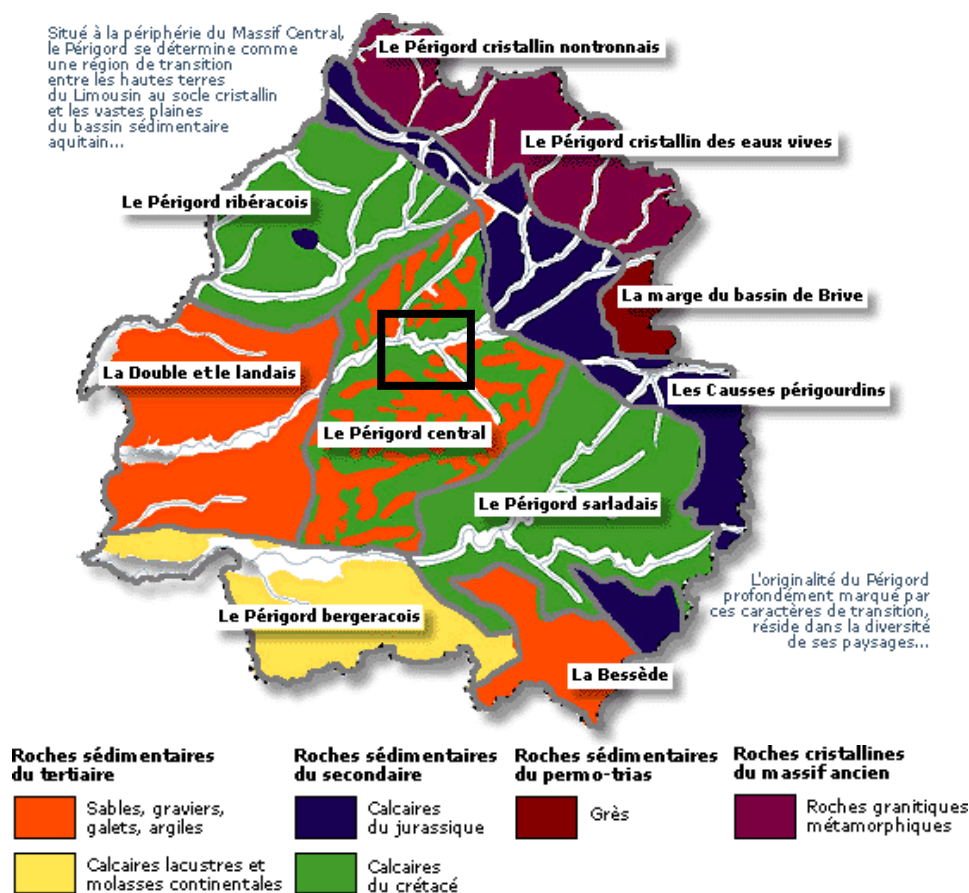 Situé à la périphérie du Massif Central,
le Périgord se détermine comme
une région de transition
entre les hautes terres
du Limousin au socle cristallin
et les vastes plaines
du bassin sédimentaire
aquitain...
Le Périgord cristallin nontronnais
Le Périgord cristallin des eaux vives
Le Périgord ribéracois
La marge du bassin de Brive
La Double et le landais
Les Causses périgourdins
Le Périgord central
Le Périgord sarladais
L'originalité du Périgord
profondément marqué par
ces caractères de transition,
réside dans la diversité
de ses paysages...
Le Périgord bergeracois
La Bessède
Roches sédimentaires
du tertiaire
Sables, graviers,
galets, argiles
Calcaires lacustres et
molasses continentales
Roches sédimentaires
du secondaire
Calcaires
du jurassique
Calcaires
du crétacé
Roches sédimentaires
du permo-trias
Grès
Roches cristallines
du massif ancien
Roches granitiques
métamorphiques